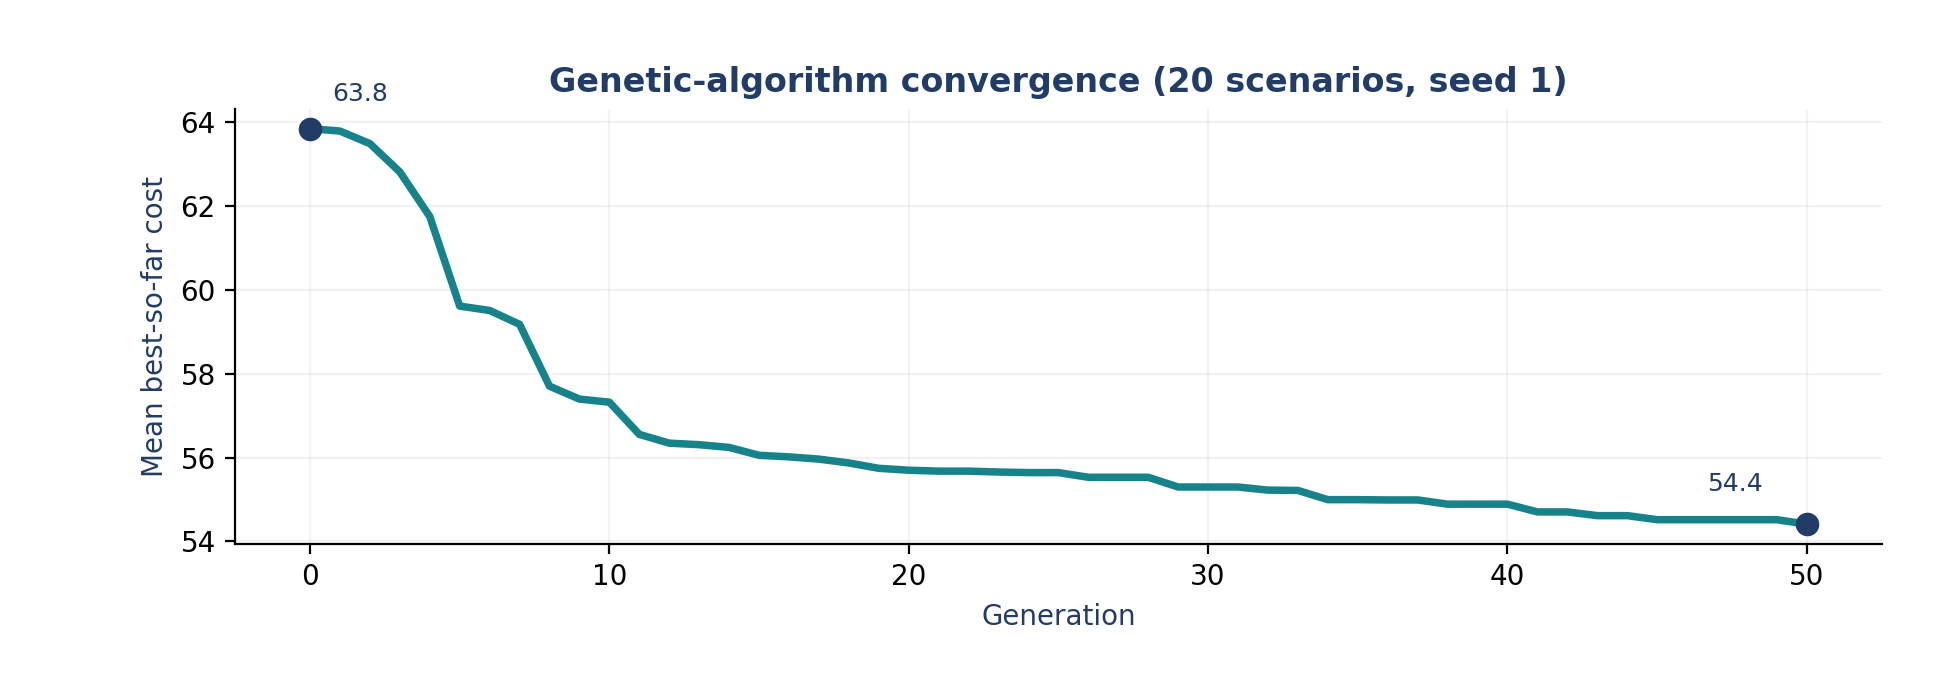 Genetic-algorithm convergence (20 scenarios, seed 1)
63.8
64
62
60
58
56
54
Mean best-so-far cost
54.4
0 10 20 30 40 50
Generation